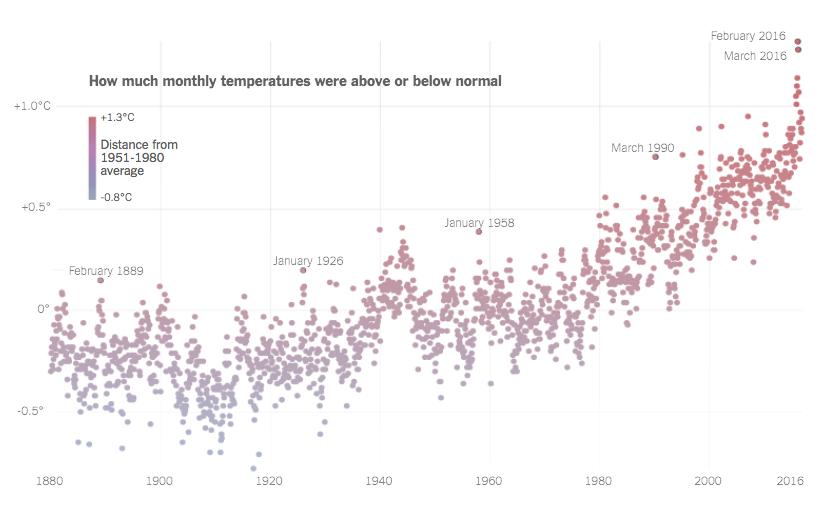 February 2016
March 2016
How much monthly temperatures were above or below normal
+1.0°C
+1.3°C
Distance from
1951-1980
average
-0.8°C
March 1990
+0.5°
January 1958
January 1926
February 1889
0°
-0.5°
1880 1900 1920 1940 1960 1980 2000 2016